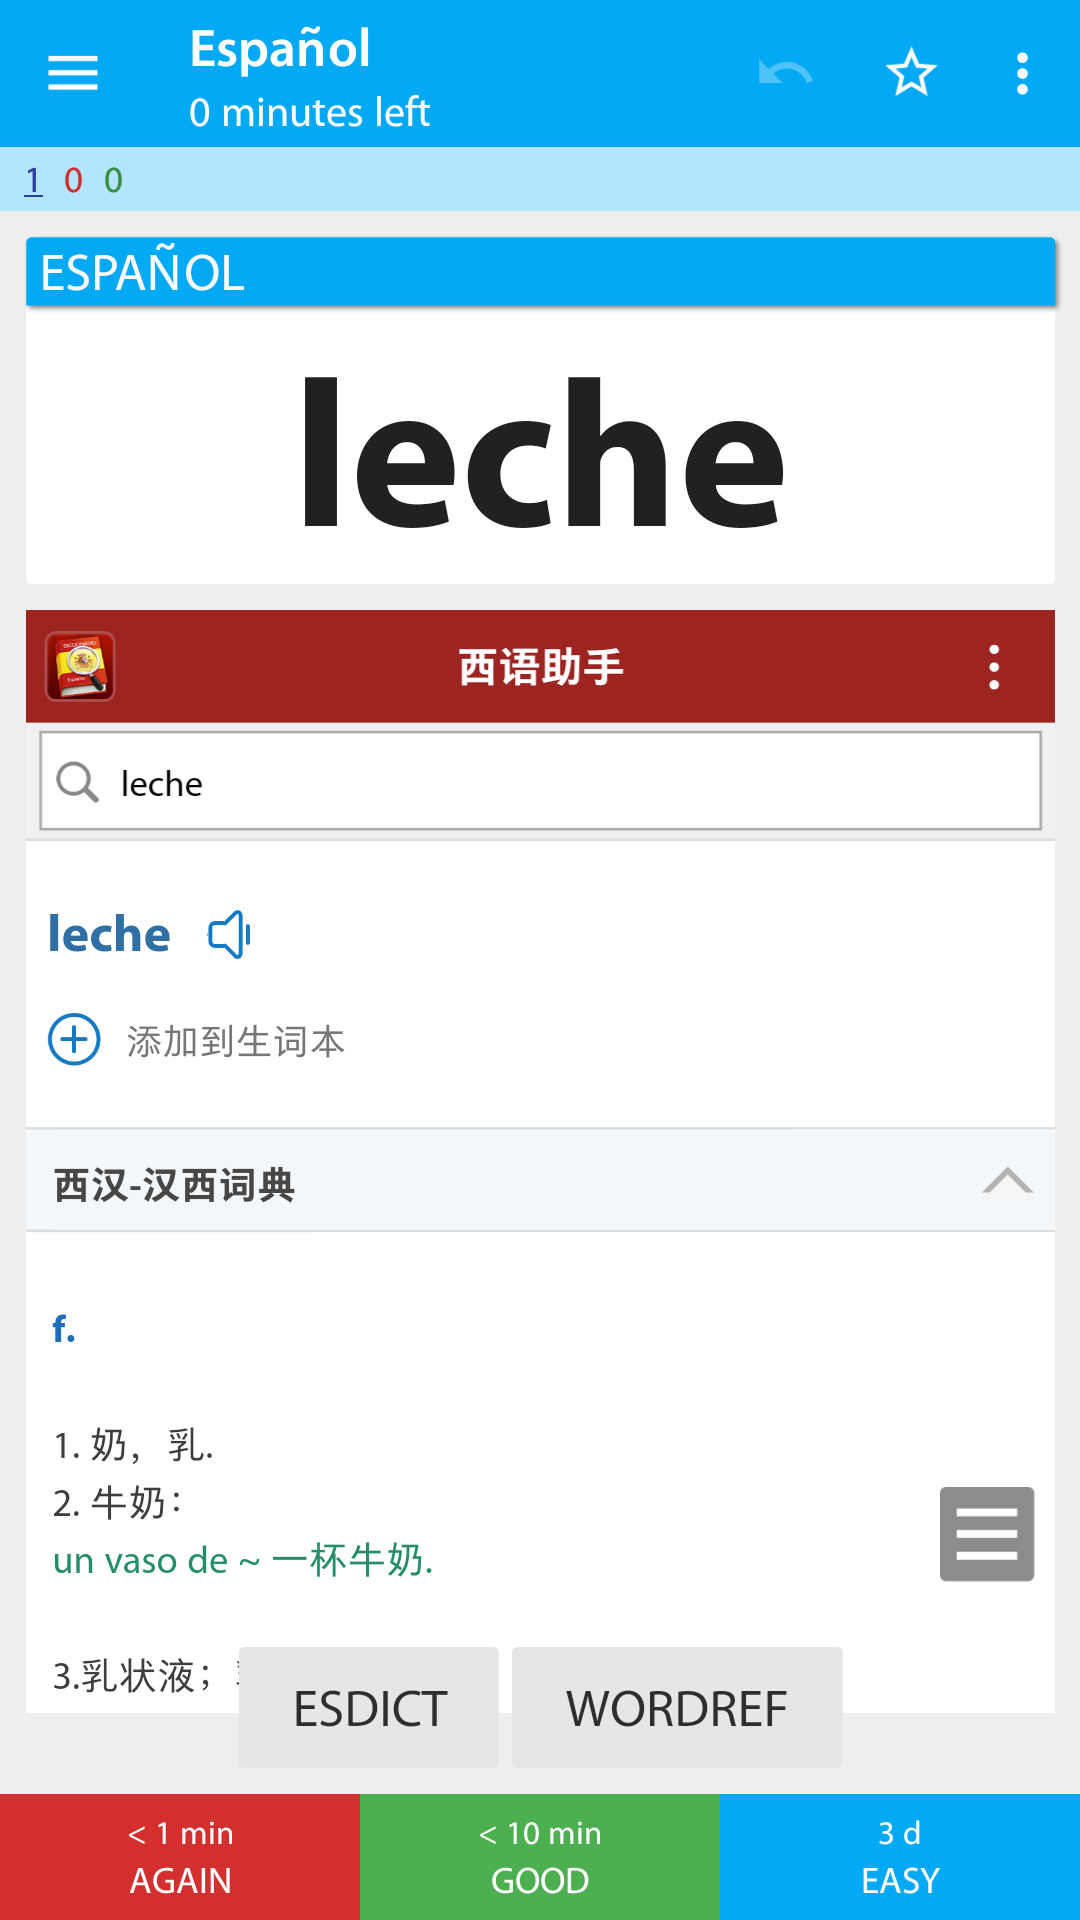 Español
0 minutes left
1 0 0
ESPAÑOL
leche
西语助手
leche
leche
添加到生词本
西汉-汉西词典
f.
1. 奶，乳.
2. 牛奶：
un vaso de ~ 一杯牛奶.
3.乳状液；
ESDICT WORDREF
< 1 min
AGAIN
< 10 min
GOOD
3 d
EASY